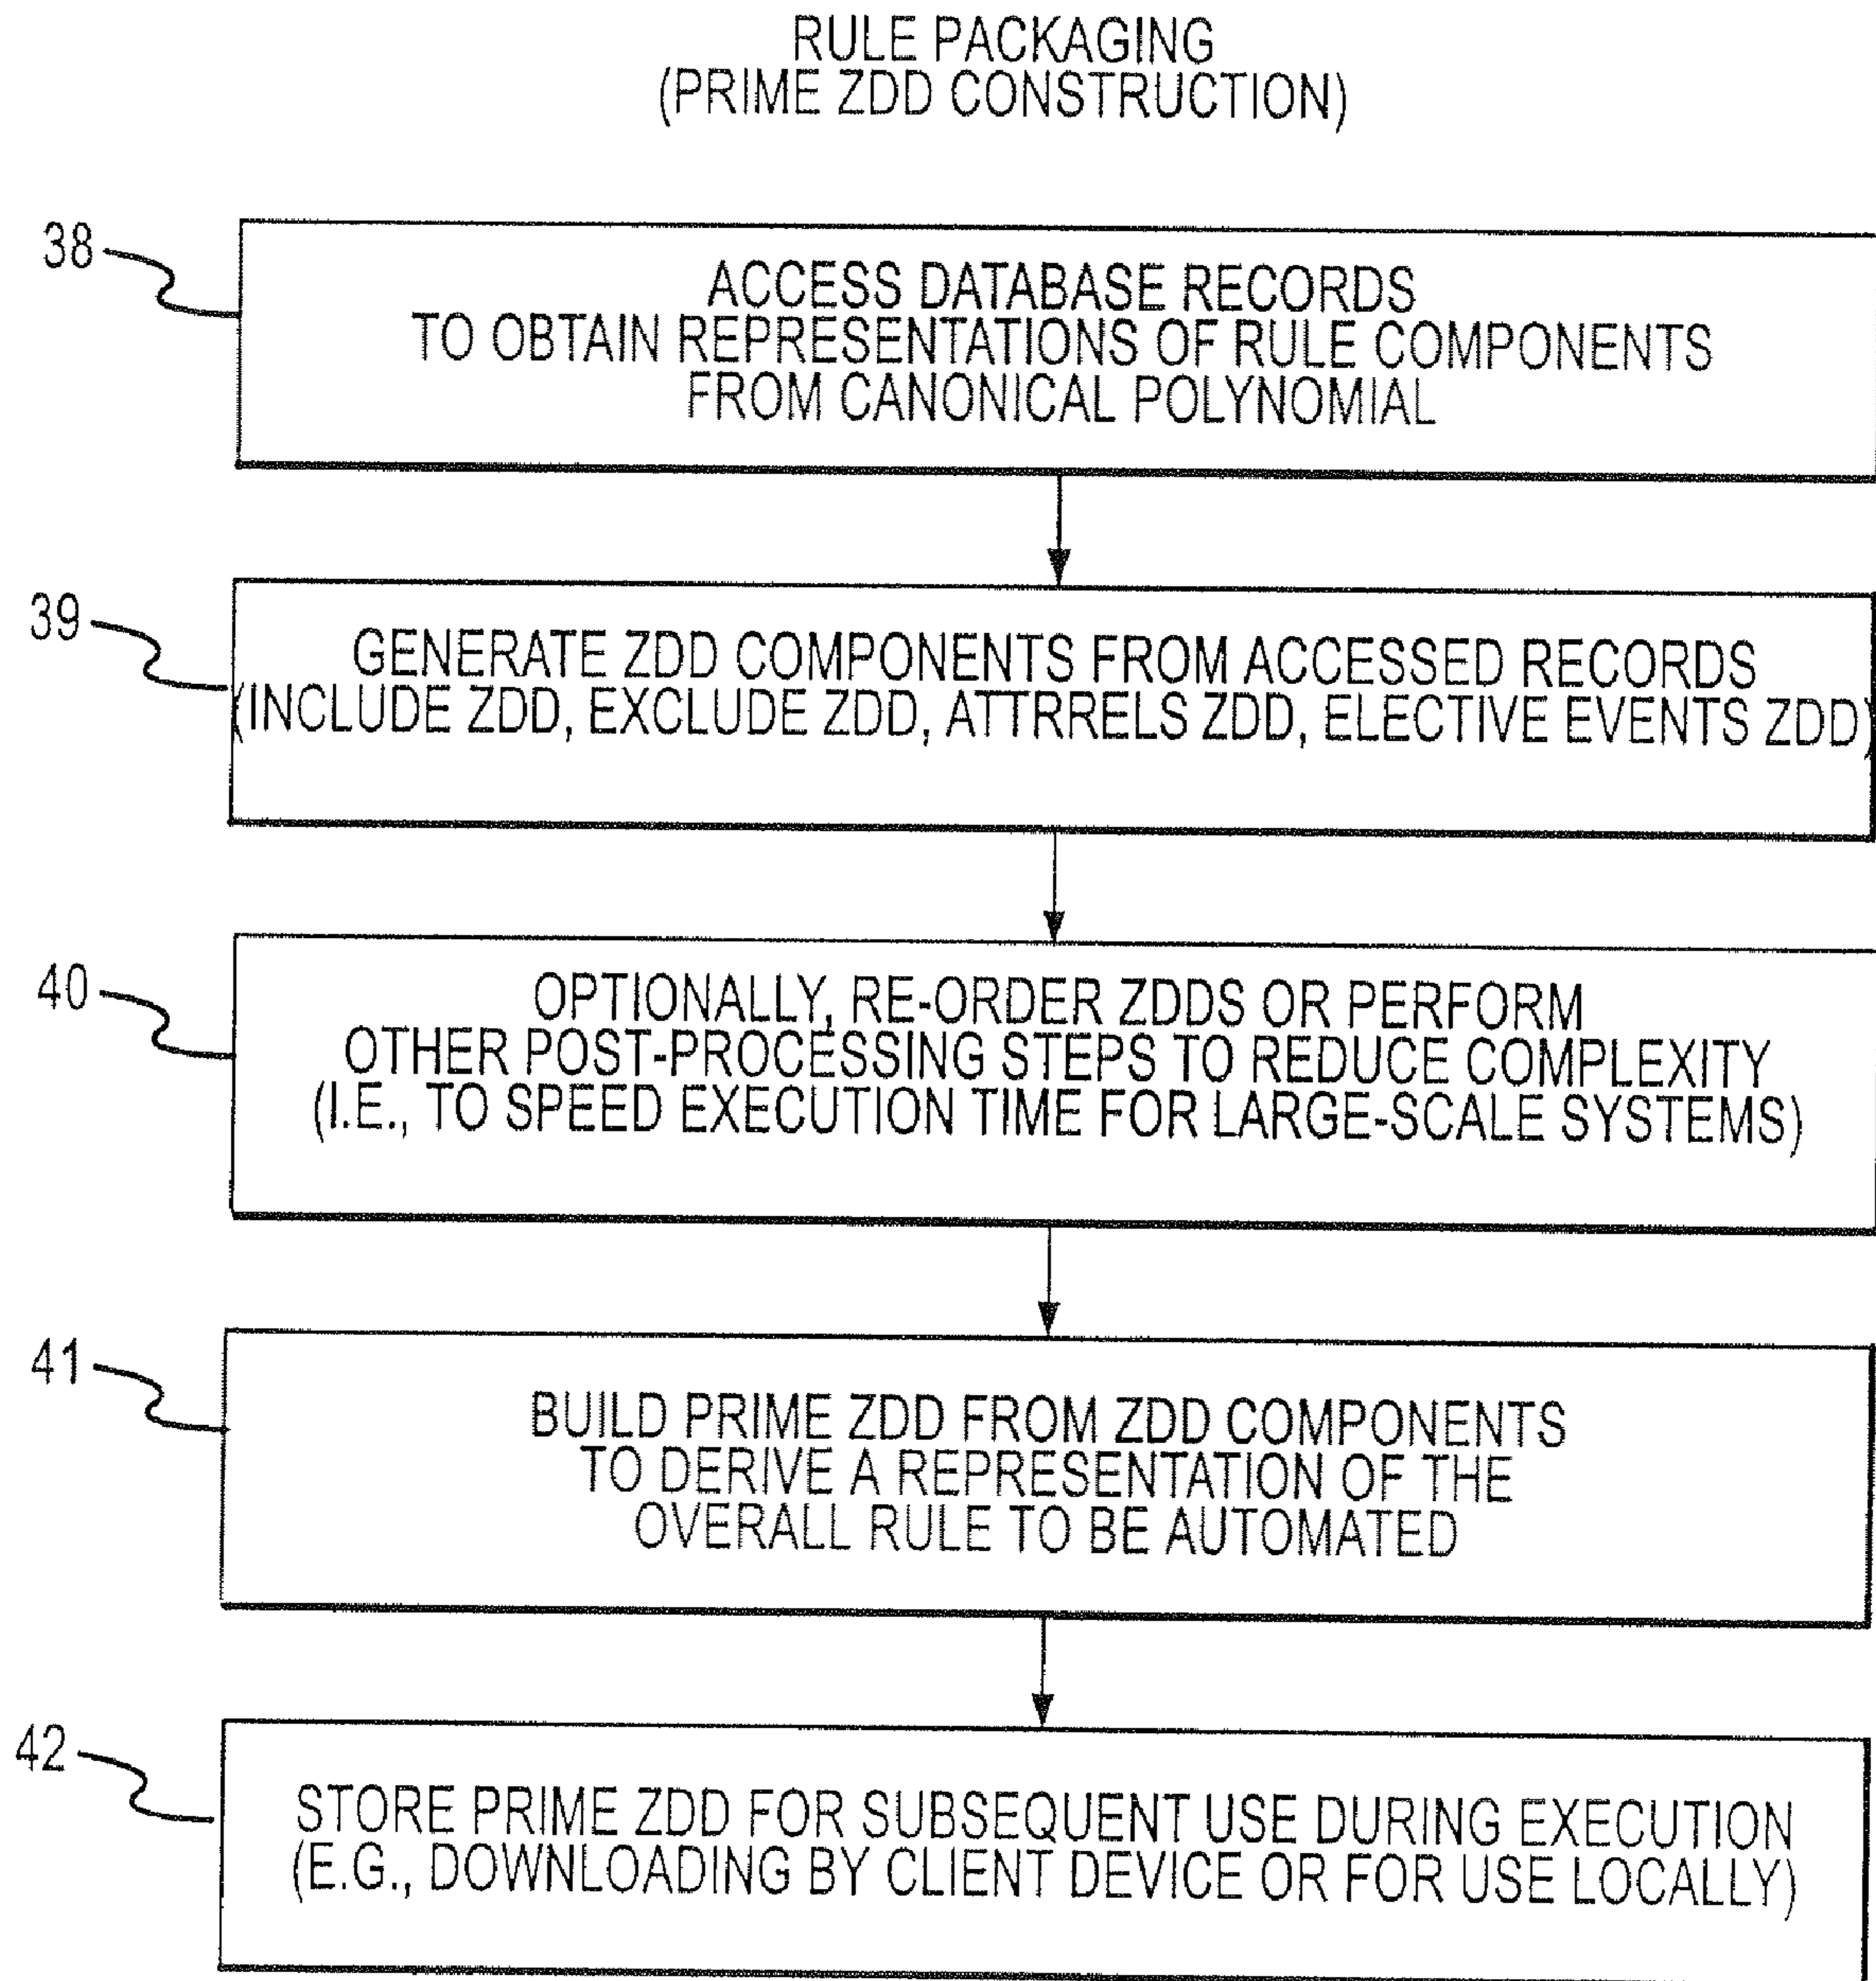 RULE PACKAGING
(PRIME ZDD CONSTRUCTION)
38
ACCESS DATABASE RECORDS
TO OBTAIN REPRESENTATIONS OF RULE COMPONENTS
FROM CANONICAL POLYNOMIAL
39
GENERATE ZDD COMPONENTS FROM ACCESSED RECORDS
(INCLUDE ZDD, EXCLUDE ZDD, ATTRRELS ZDD, ELECTIVE EVENTS ZDD)
40
OPTIONALLY, RE-ORDER ZDDS OR PERFORM
OTHER POST-PROCESSING STEPS TO REDUCE COMPLEXITY
(I.E., TO SPEED EXECUTION TIME FOR LARGE-SCALE SYSTEMS)
41
BUILD PRIME ZDD FROM ZDD COMPONENTS
TO DERIVE A REPRESENTATION OF THE
OVERALL RULE TO BE AUTOMATED
42
STORE PRIME ZDD FOR SUBSEQUENT USE DURING EXECUTION
(E.G., DOWNLOADING BY CLIENT DEVICE OR FOR USE LOCALLY)